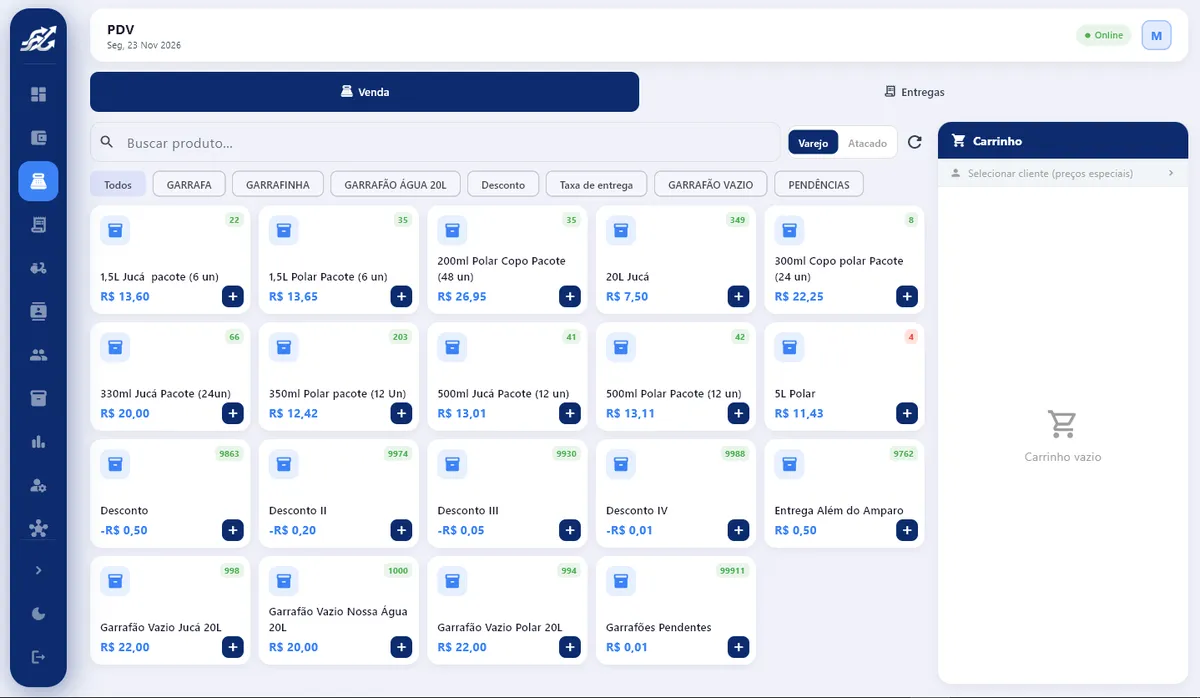 PDV
Seg, 23 Nov 2026
Online
M
Venda
Entregas
Buscar produto...
Varejo
Atacado
Carrinho
Selecionar cliente (preços especiais)
Todos
GARRAFA
GARRAFINHA
GARRAFÃO ÁGUA 20L
Desconto
Taxa de entrega
GARRAFÃO VAZIO
PENDÊNCIAS
22
1,5L Jucá pacote (6 un)
R$ 13,60
35
1,5L Polar Pacote (6 un)
R$ 13,65
35
200ml Polar Copo Pacote
(48 un)
R$ 26,95
349
20L Jucá
R$ 7,50
8
300ml Copo polar Pacote
(24 un)
R$ 22,25
66
330ml Jucá Pacote (24un)
R$ 20,00
203
350ml Polar pacote (12 Un)
R$ 12,42
41
500ml Jucá Pacote (12 un)
R$ 13,01
42
500ml Polar Pacote (12 un)
R$ 13,11
4
5L Polar
R$ 11,43
9863
Desconto
-R$ 0,50
9974
Desconto II
-R$ 0,20
9930
Desconto III
-R$ 0,05
9988
Desconto IV
-R$ 0,01
9762
Entrega Além do Amparo
R$ 0,50
998
Garrafão Vazio Jucá 20L
R$ 22,00
1000
Garrafão Vazio Nossa Água
20L
R$ 20,00
994
Garrafão Vazio Polar 20L
R$ 22,00
99911
Garrafões Pendentes
R$ 0,01
Carrinho vazio